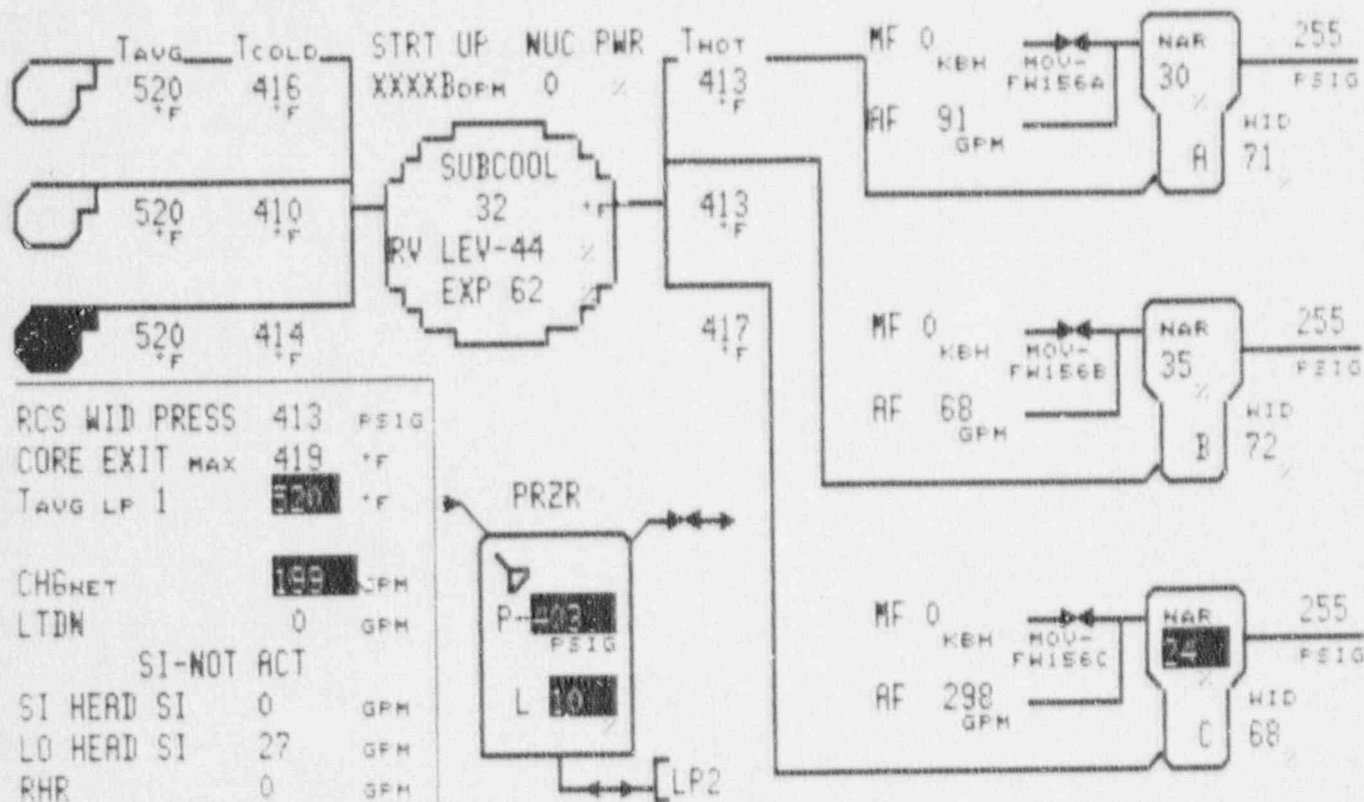 TAVG TCOLD STRT UP NUC PWR THOT
520 °F 416 °F XXXXBDPM 0 % 413 °F
MF 0 KBH MOV-FW156A NAR 30 % 255 PSIG
AF 91 GPM A WID 71 %
SUBCOOL
520 °F 410 °F 32 °F 413 °F
RV LEV-44 %
EXP 62 %
520 °F 414 °F 417 °F
MF 0 KBH MOV-FW156B NAR 35 % 255 PSIG
AF 68 GPM B WID 72 %
RCS WID PRESS 413 PSIG
CORE EXIT MAX 419 °F
TAVG LP 1 520 °F
CHGNET 199 GPM
LTDN 0 GPM
SI-NOT ACT
SI HEAD SI 0 GPM
LO HEAD SI 27 GPM
RHR 0 GPM
PRZR
P-403 PSIG
L 10 %
LP2
MF 0 KBH MOV-FW156C NAR 24 % 255 PSIG
AF 298 GPM C WID 68 %